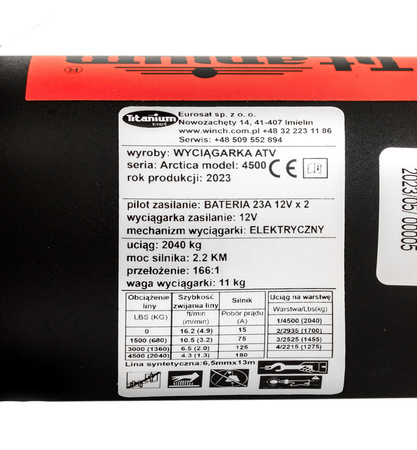 Titanium
®
Titanium
winch
Eurosat sp. z o. o.
Nowozachęty 14, 41-407 Imielin
www.winch.com.pl +48 32 223 11 86
Serwis +48 509 552 894
wyroby: WYCIĄGARKA ATV
seria: Arctica model: 4500 CE
rok produkcji: 2023
2023/05/ 00005
pilot zasilanie: BATERIA 23A 12V x 2
wyciągarka zasilanie: 12V
mechanizm wyciągarki: ELEKTRYCZNY
uciąg: 2040 kg
moc silnika: 2.2 KM
przełożenie: 166:1
waga wyciągarki: 11 kg
Obciążenie liny Szybkość zwijania liny Silnik Uciąg na warstwę
LBS (KG) ft/min (m/min) Pobór prądu (A) Warstwa/Lbs(kg)
0 16.2 (4.9) 15 1/4500 (2040)
1500 (680) 10.5 (3.2) 75 2/2935 (1700)
3000 (1360) 6.5 (2.0) 125 3/2525 (1455)
4500 (2040) 4.3 (1.3) 180 4/2215 (1275)
Lina syntetyczna: 6,5mmx13m